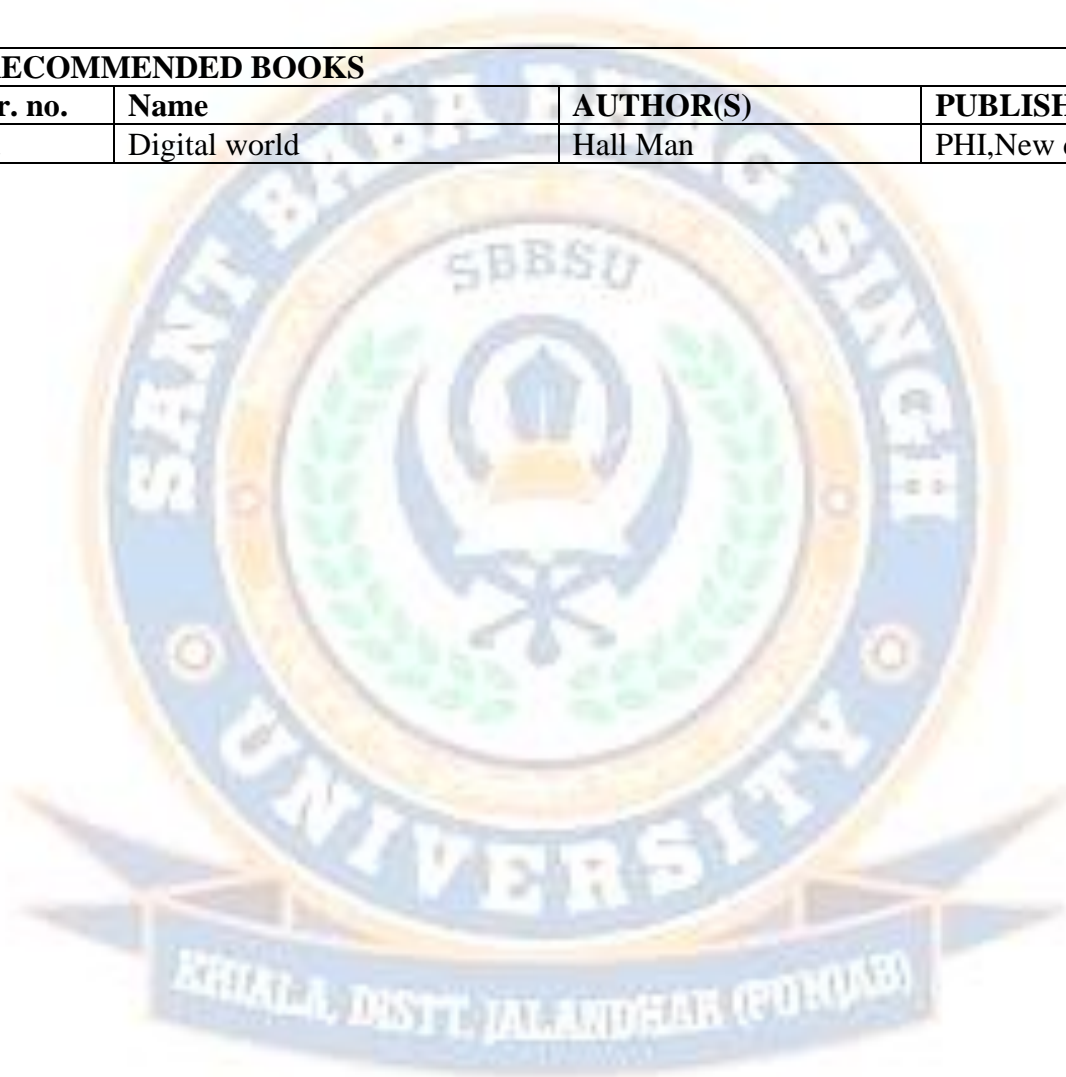 ECOMMENDED BOOKS
r. no. Name AUTHOR(S) PUBLISH
Digital world Hall Man PHI,New
SANT BABA BHAG SINGH
SBBSU
UNIVERSITY
KHIALA, DISTT. JALANDHAR (PUNJAB)